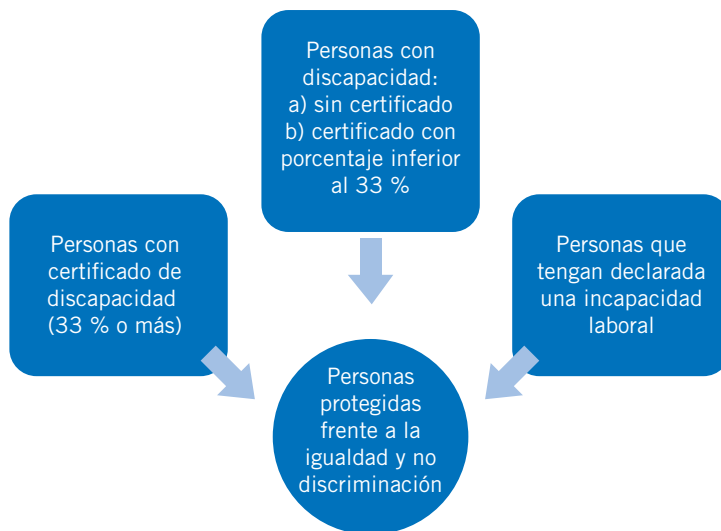 Personas con
discapacidad:
a) sin certificado
b) certificado con
porcentaje inferior
al 33 %
Personas con
certificado de
discapacidad
(33 % o más)
Personas que
tengan declarada
una incapacidad
laboral
Personas
protegidas
frente a la
igualdad y no
discriminación